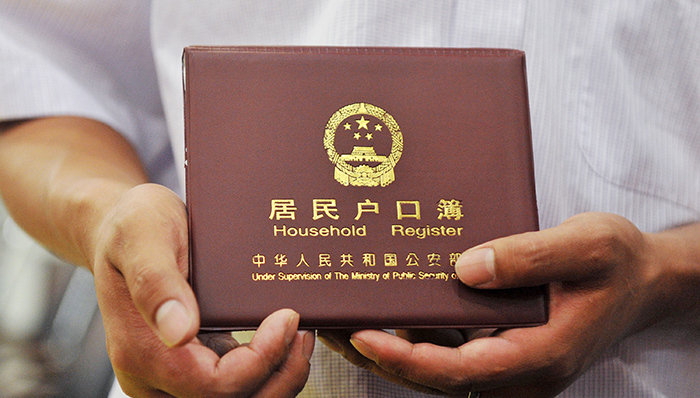 居民户口簿
Household Register
中华人民共和国公安部
Under Supervision of The Ministry of Public Security of